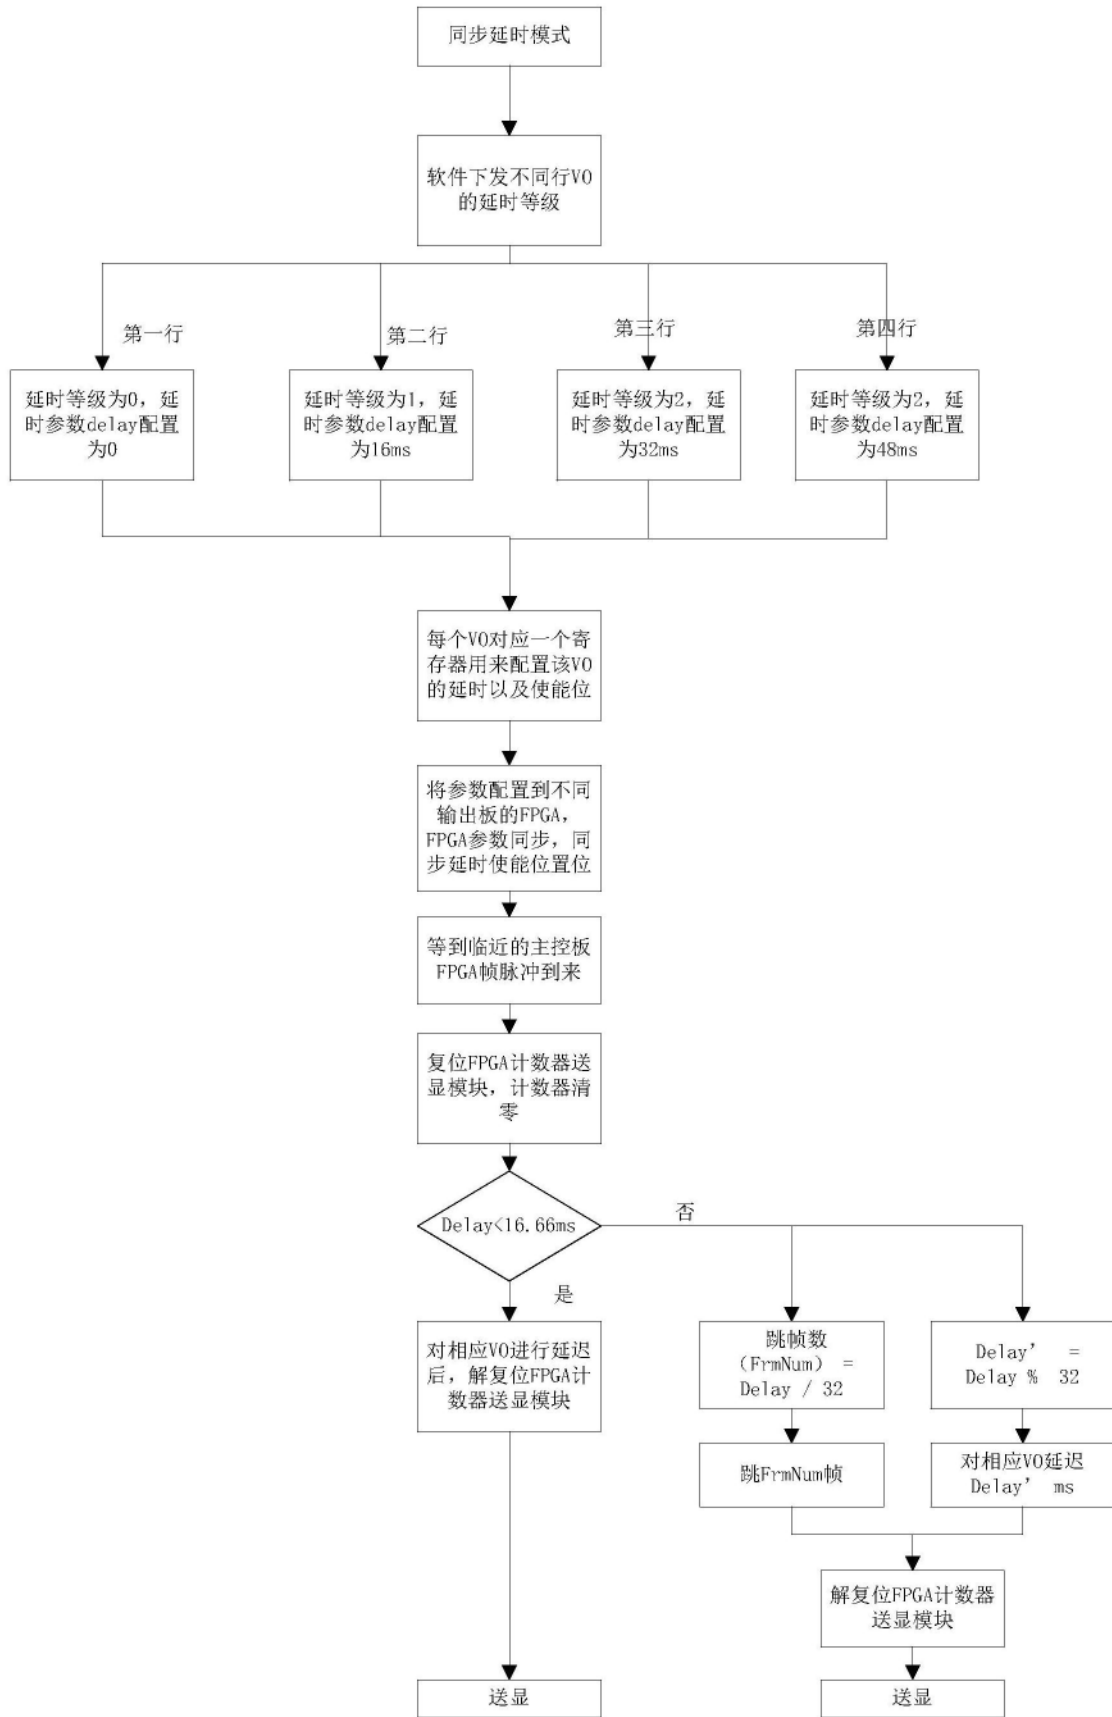 同步延时模式
软件下发不同行VO
的延时等级
第一行
第二行
第三行
第四行
延时等级为0，延
时参数delay配置
为0
延时等级为1，延
时参数delay配置
为16ms
延时等级为2，延
时参数delay配置
为32ms
延时等级为2，延
时参数delay配置
为48ms
每个VO对应一个寄
存器用来配置该VO
的延时以及使能位
将参数配置到不同
输出板的FPGA，
FPGA参数同步，同
步延时使能位置位
等到临近的主控板
FPGA帧脉冲到来
复位FPGA计数器送
显模块，计数器清
零
Delay<16.66ms
否
是
对相应VO进行延迟
后，解复位FPGA计
数器送显模块
跳帧数
（FrmNum） =
Delay / 32
Delay’ =
Delay % 32
跳FrmNum帧
对相应VO延迟
Delay’ ms
解复位FPGA计数器
送显模块
送显
送显